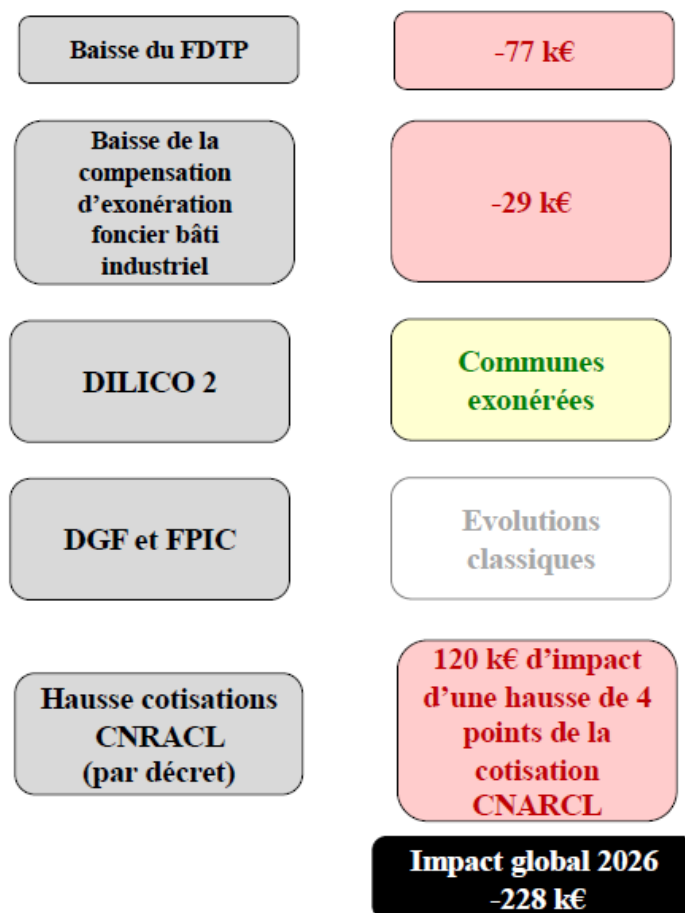 Baisse du FDTP
-77 k€
Baisse de la
compensation
d'exonération
foncier bâti
industriel
-29 k€
DILICO 2
Communes
exonérées
DGF et FPIC
Evolutions
classiques
Hausse cotisations
CNRACL
(par décret)
120 k€ d'impact
d'une hausse de 4
points de la
cotisation
CNARCL
Impact global 2026
-228 k€